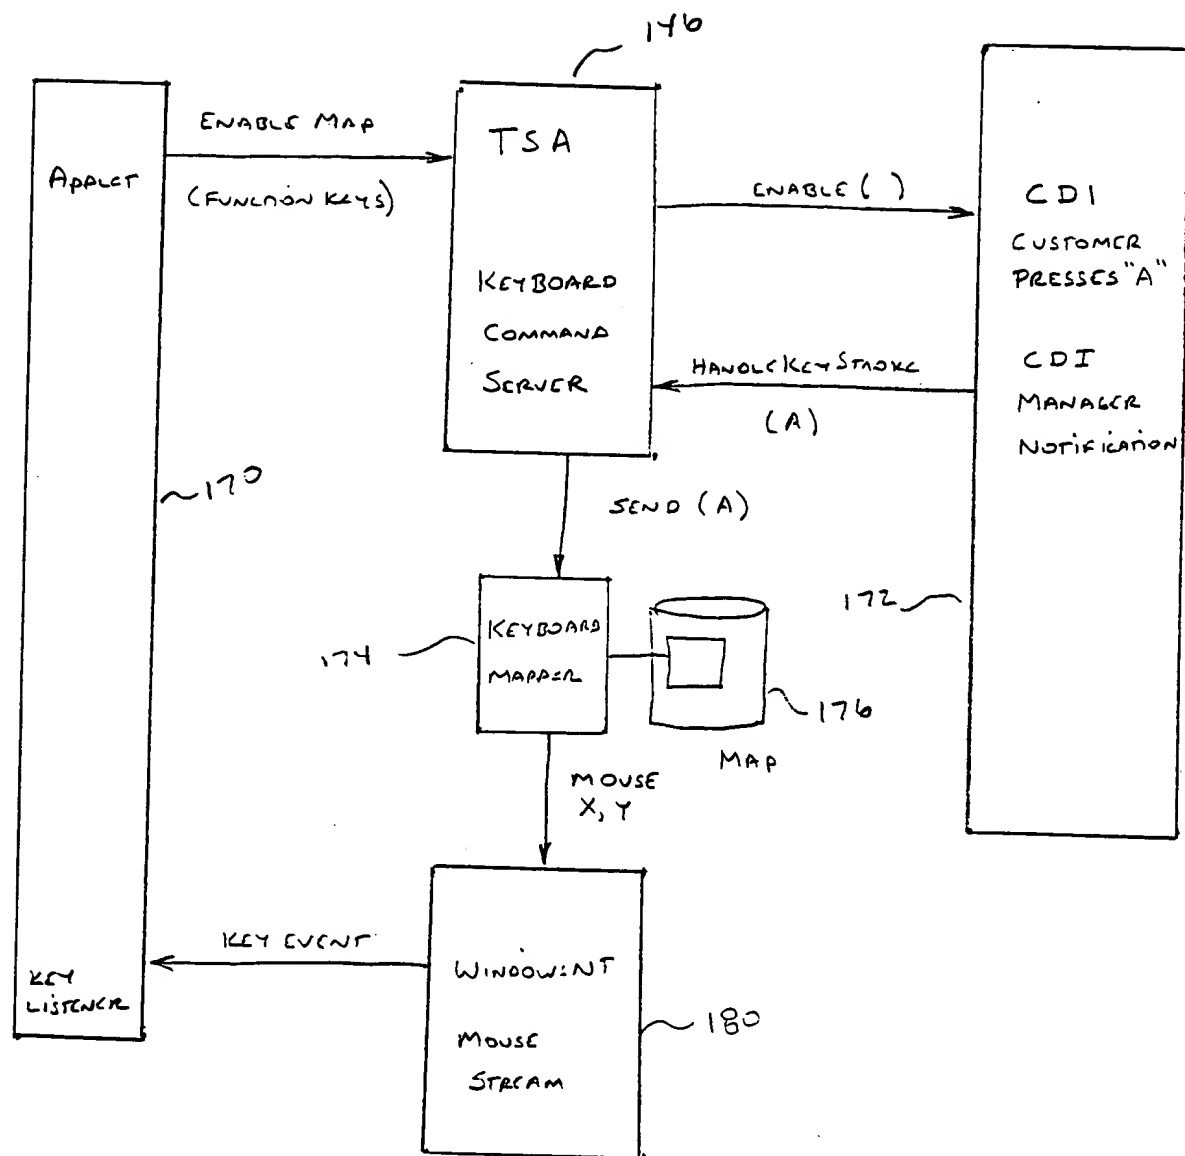 146
APPLET
ENABLE MAP
(FUNCTION KEYS)
TSA
KEYBOARD
COMMAND
SERVER
ENABLE ( )
HANDLEKEYSTROKE
(A)
CDI
CUSTOMER
PRESSES "A"
CDI
MANAGER
NOTIFICATION
170
SEND (A)
172
174
KEYBOARD
MAPPER
176
MAP
MOUSE
X, Y
KEY EVENT
KEY
LISTENER
WINDOWSNT
MOUSE
STREAM
180